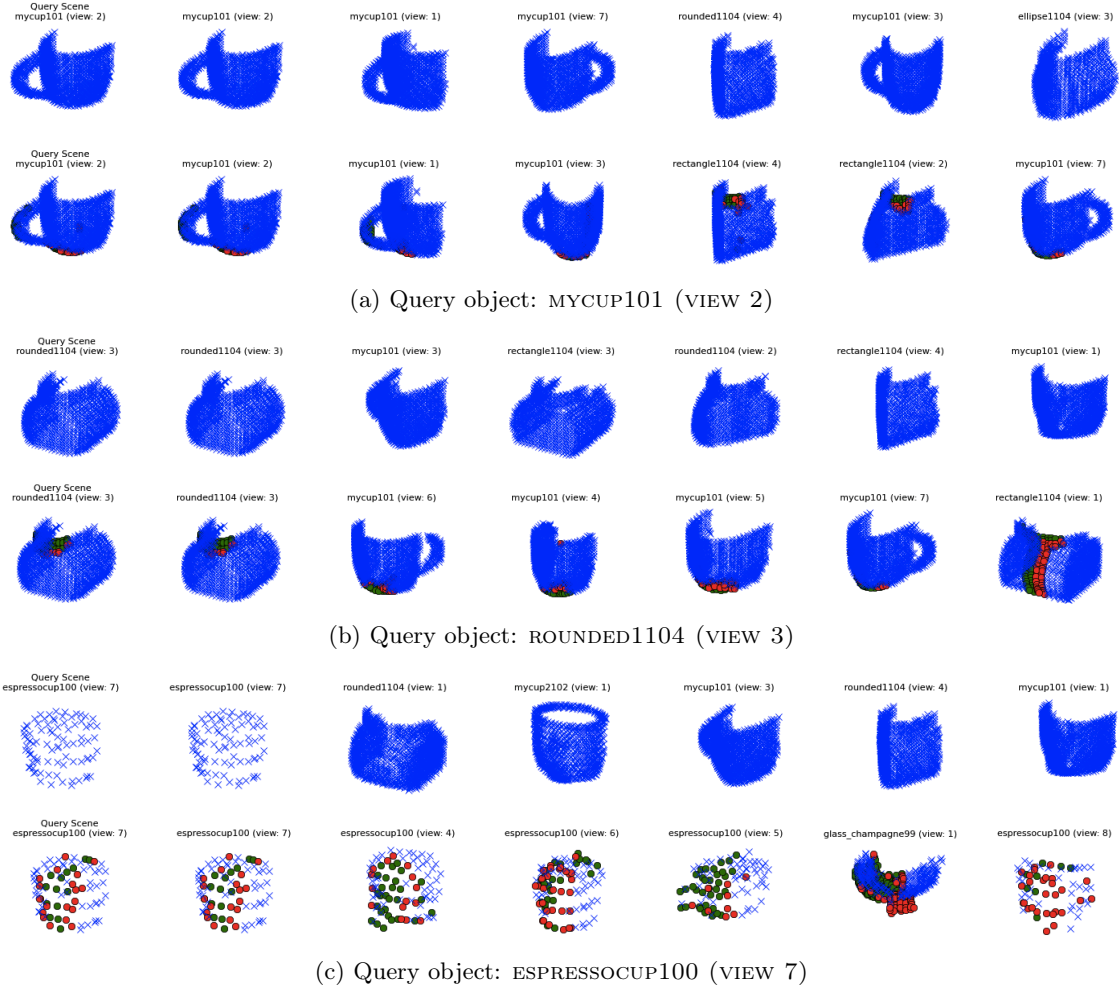 Query Scene
mycup101 (view: 2) mycup101 (view: 2) mycup101 (view: 1) mycup101 (view: 7) rounded1104 (view: 4) mycup101 (view: 3) ellipse1104 (view: 3)
Query Scene
mycup101 (view: 2) mycup101 (view: 2) mycup101 (view: 1) mycup101 (view: 3) rectangle1104 (view: 4) rectangle1104 (view: 2) mycup101 (view: 7)
(a) Query object: MYCUP101 (VIEW 2)
Query Scene
rounded1104 (view: 3) rounded1104 (view: 3) mycup101 (view: 3) rectangle1104 (view: 3) rounded1104 (view: 2) rectangle1104 (view: 4) mycup101 (view: 1)
Query Scene
rounded1104 (view: 3) rounded1104 (view: 3) mycup101 (view: 6) mycup101 (view: 4) mycup101 (view: 5) mycup101 (view: 7) rectangle1104 (view: 1)
(b) Query object: ROUNDED1104 (VIEW 3)
Query Scene
espressocup100 (view: 7) espressocup100 (view: 7) rounded1104 (view: 1) mycup2102 (view: 1) mycup101 (view: 3) rounded1104 (view: 4) mycup101 (view: 1)
Query Scene
espressocup100 (view: 7) espressocup100 (view: 7) espressocup100 (view: 4) espressocup100 (view: 6) espressocup100 (view: 5) glass_champagne99 (view: 1) espressocup100 (view: 8)
(c) Query object: ESPRESSOCUP100 (VIEW 7)